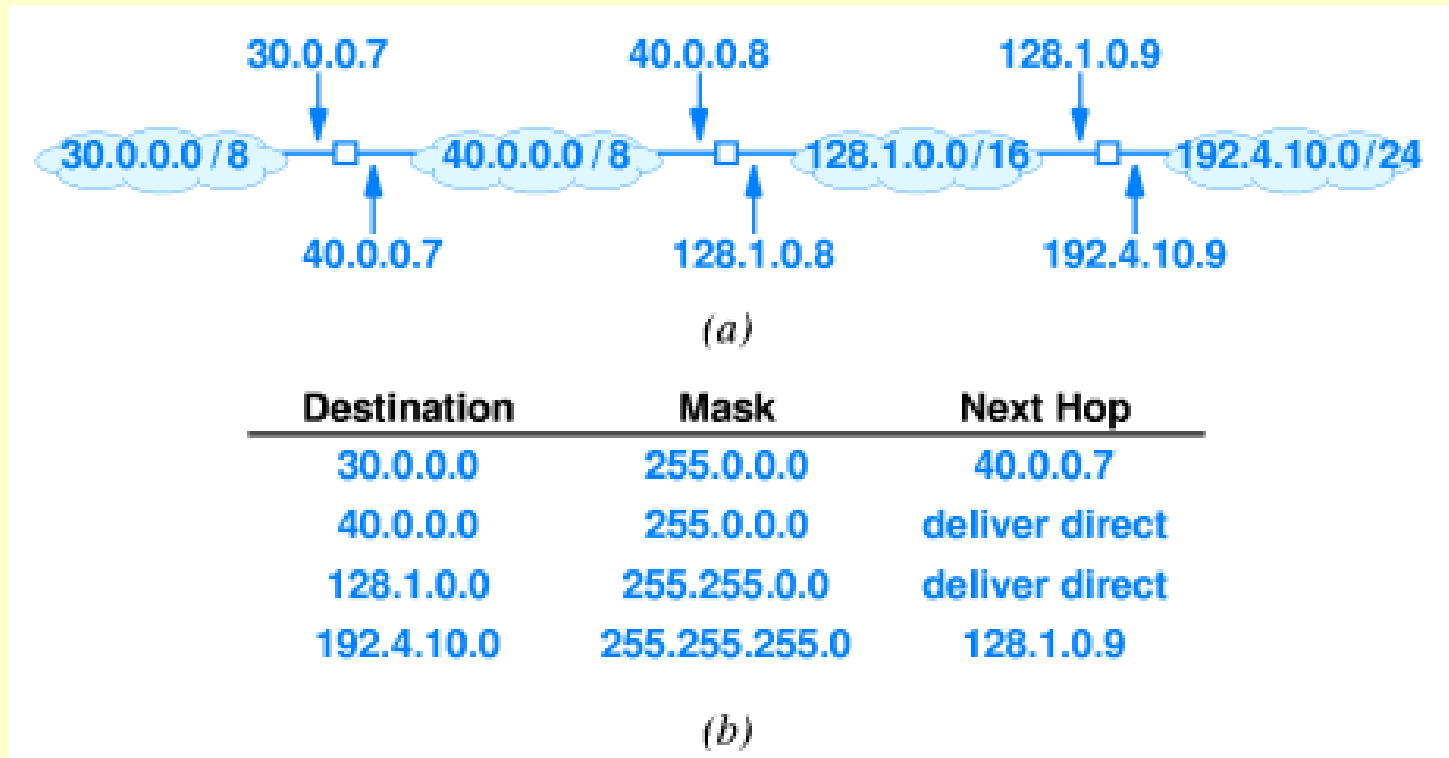 30.0.0.7 40.0.0.8 128.1.0.9
30.0.0.0 / 8 40.0.0.0 / 8 128.1.0.0/16 192.4.10.0/24
40.0.0.7 128.1.0.8 192.4.10.9
(a)
Destination Mask Next Hop
30.0.0.0 255.0.0.0 40.0.0.7
40.0.0.0 255.0.0.0 deliver direct
128.1.0.0 255.255.0.0 deliver direct
192.4.10.0 255.255.255.0 128.1.0.9
(b)